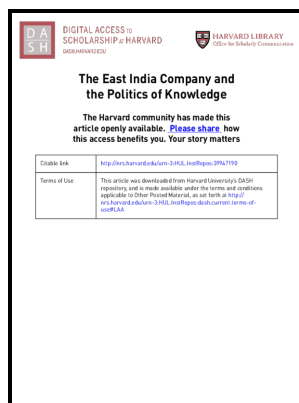 DASH
DIGITAL ACCESS TO
SCHOLARSHIP AT HARVARD
DASH.HARVARD.EDU
HARVARD LIBRARY
Office for Scholarly Communication
The East India Company and
the Politics of Knowledge
The Harvard community has made this
article openly available. Please share how
this access benefits you. Your story matters
Citable link
http://nrs.harvard.edu/urn-3:HUL.InstRepos:39947190
Terms of Use
This article was downloaded from Harvard University's DASH
repository, and is made available under the terms and conditions
applicable to Other Posted Material, as set forth at http://
nrs.harvard.edu/urn-3:HUL.InstRepos:dash.current.terms-of-
use#LAA